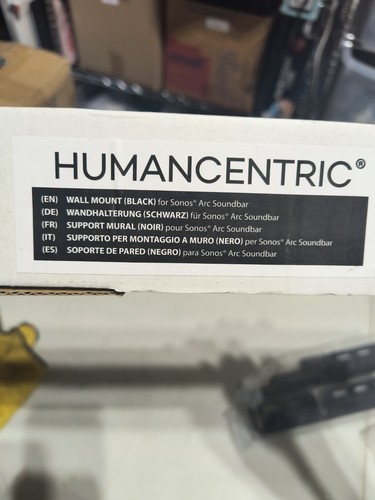 HUMANCENTRIC®
(EN) WALL MOUNT (BLACK) for Sonos® Arc Soundbar
(DE) WANDHALTERUNG (SCHWARZ) für Sonos® Arc Soundbar
(FR) SUPPORT MURAL (NOIR) pour Sonos® Arc Soundbar
(IT) SUPPORTO PER MONTAGGIO A MURO (NERO) per Sonos® Arc Soundbar
(ES) SOPORTE DE PARED (NEGRO) para Sonos® Arc Soundbar